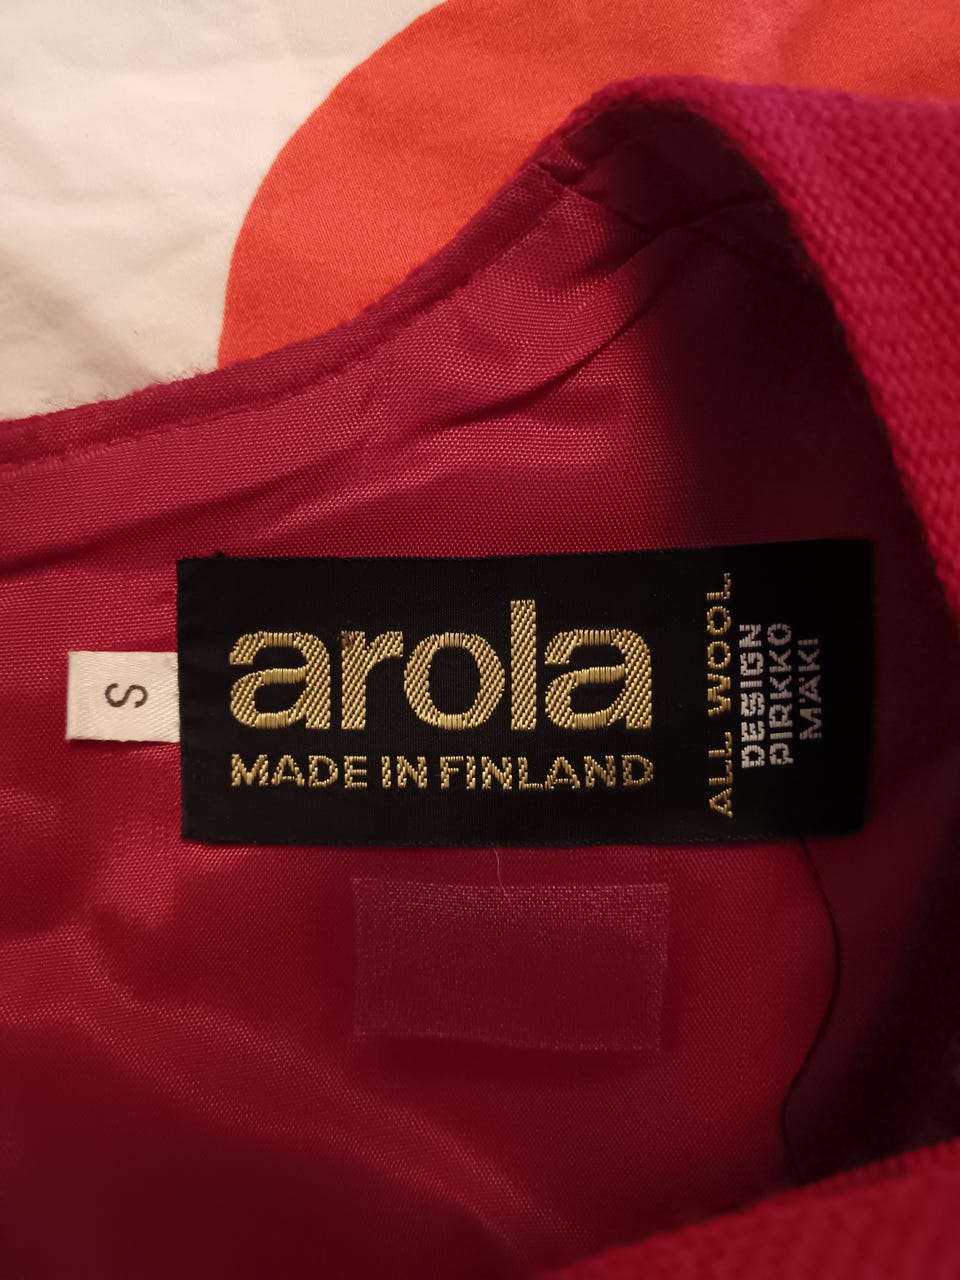 S
arola
MADE IN FINLAND
ALL WOOL
DESIGN
PIRKKO
MÄKI